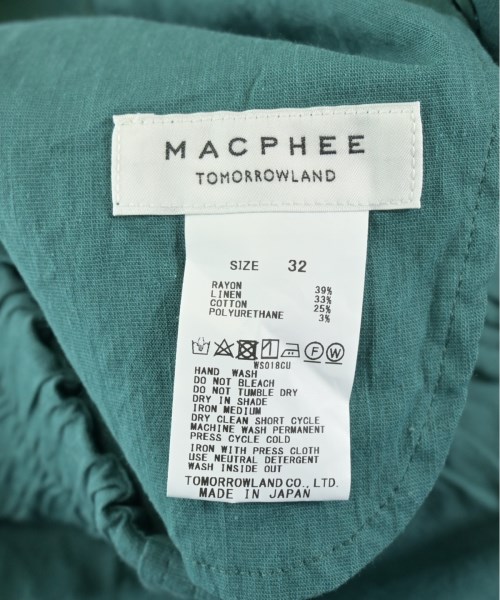 MACPHEE
TOMORROWLAND
SIZE 32
RAYON 39%
LINEN 33%
COTTON 25%
POLYURETHANE 3%
F W
WS018CU
HAND WASH
DO NOT BLEACH
DO NOT TUMBLE DRY
DRY IN SHADE
IRON MEDIUM
DRY CLEAN SHORT CYCLE
MACHINE WASH PERMANENT
PRESS CYCLE COLD
IRON WITH PRESS CLOTH
USE NEUTRAL DETERGENT
WASH INSIDE OUT
TOMORROWLAND CO., LTD.
MADE IN JAPAN